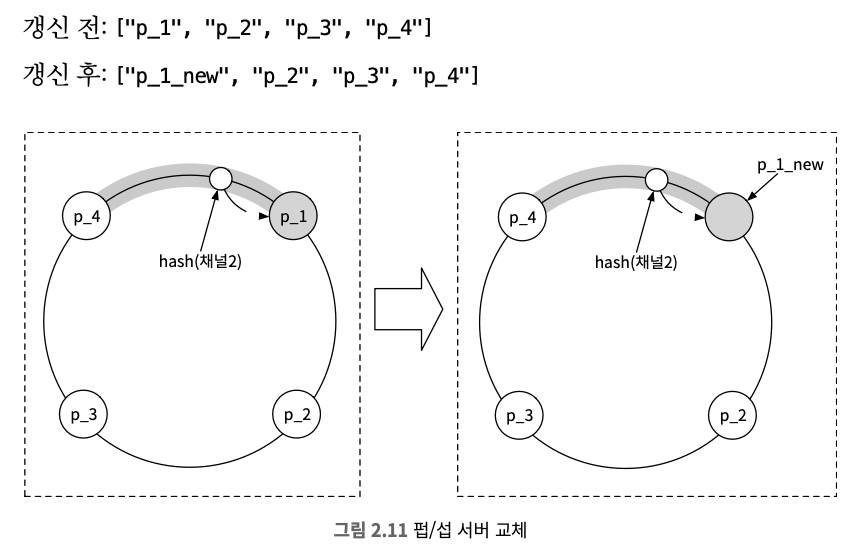 갱신 전: ["p_1", "p_2", "p_3", "p_4"]
갱신 후: ["p_1_new", "p_2", "p_3", "p_4"]
p_4
p_1
hash(채널2)
p_3
p_2
p_1_new
p_4
hash(채널2)
p_3
p_2
그림 2.11 펍/섭 서버 교체